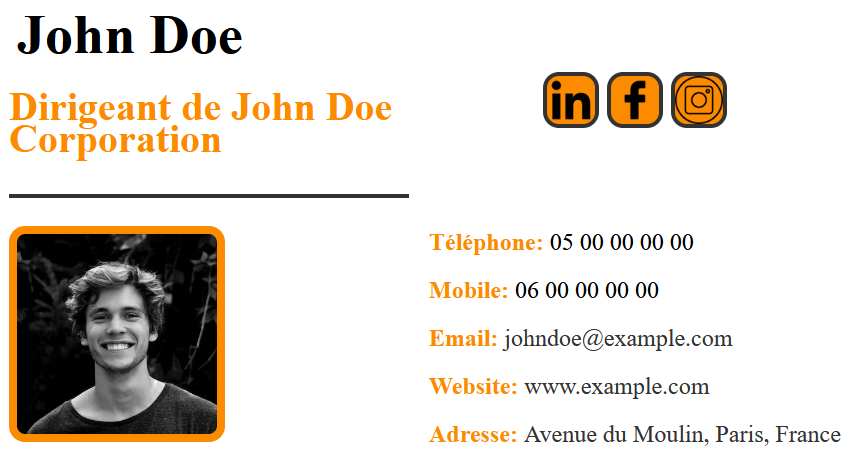 John Doe
Dirigeant de John Doe
Corporation
in f
Téléphone: 05 00 00 00 00
Mobile: 06 00 00 00 00
Email: johndoe@example.com
Website: www.example.com
Adresse: Avenue du Moulin, Paris, France